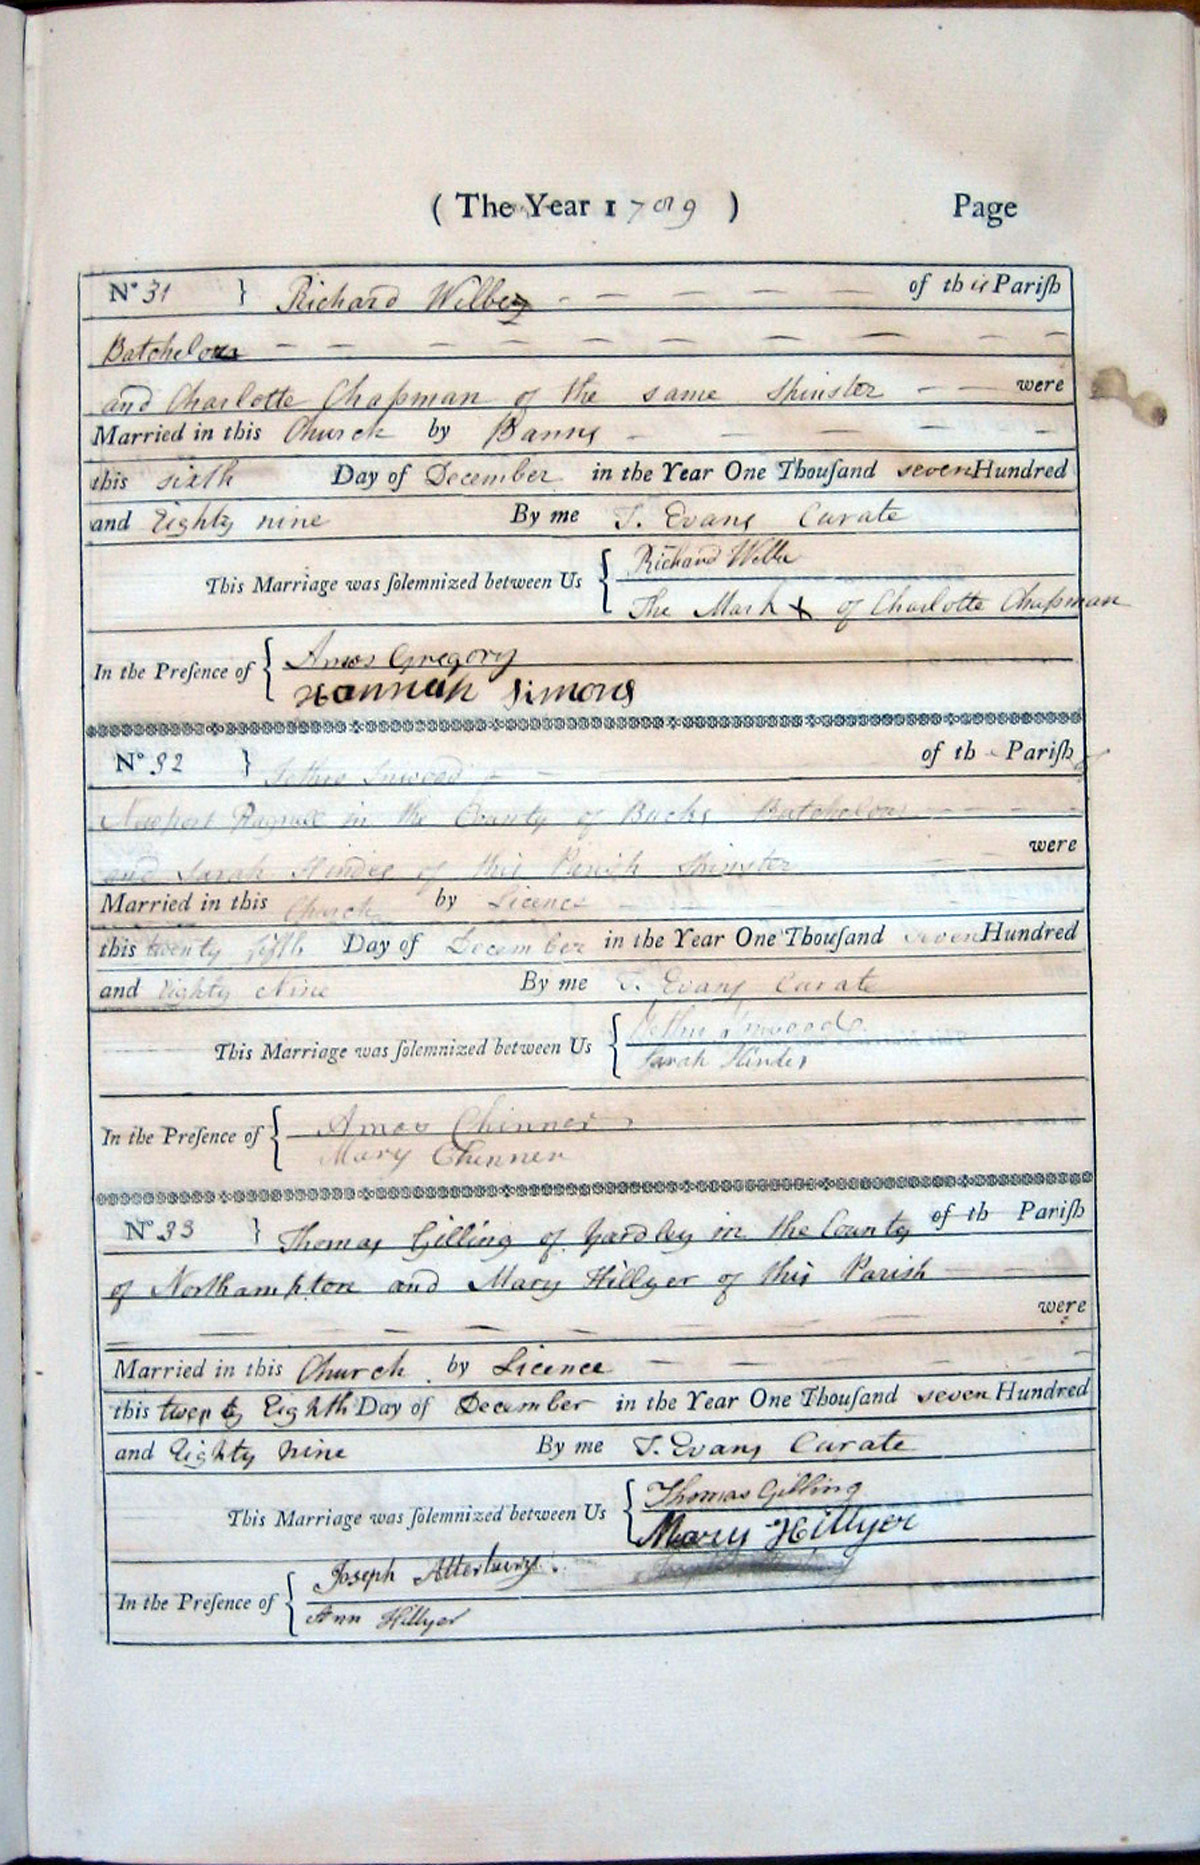 ( The Year 1789 ) Page
No 31 } Richard Wilbey - - - - - of this Pariſh
Batchelour - - - - - - - - -
and Charlotte Chapman of the same Spinster - - were
Married in this Church by Banns - - - - -
this sixth Day of December in the Year One Thouſand seven Hundred
and Eighty nine By me T. Evans Curate
This Marriage was ſolemnized between Us { Richard
The Mark X of Charlotte Chapman
In the Preſence of { Amos Gregory
Hannah Simons
No 32 } Inwood - - of th - Pariſh of
Newport Pagnell in the County of Bucks Batchelour - - - -
and Sarah Hindes of this Parish Spinster - - were
Married in this Church by Licence - - - - -
this twenty fifth Day of December in the Year One Thouſand seven Hundred
and Eighty Nine By me T. Evans Curate
This Marriage was ſolemnized between Us { Inwood
Sarah Hindes
In the Preſence of { Amos Chinner
Mary Chinner
No 33 } Thomas Gilling of Yardley in the County of th Pariſh
of Northampton and Mary Hillyer of this Parish - - -
- - - - - - - - - were
Married in this Church by Licence - - - - -
this twenty Eighth Day of December in the Year One Thouſand seven Hundred
and Eighty nine By me T. Evans Curate
This Marriage was ſolemnized between Us { Thomas Gilling
Mary Hillyer
In the Preſence of { Joseph Atterbury
Ann Hillyer